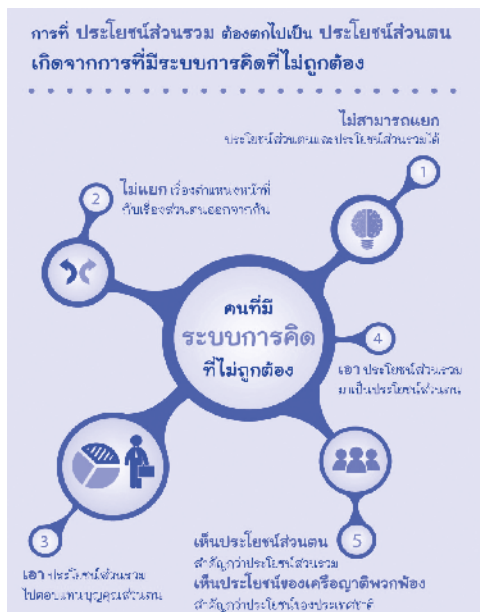 การที่ ประโยชน์ส่วนรวม ต้องตกไปเป็น ประโยชน์ส่วนตน
เกิดจากการที่มีระบบการคิดที่ไม่ถูกต้อง
ไม่สามารถแยก
ประโยชน์ส่วนตนและประโยชน์ส่วนรวมได้
1
2
ไม่แยก เรื่องตำแหน่งหน้าที่
กับเรื่องส่วนตนออกจากกัน
คนที่มี
ระบบการคิด
ที่ไม่ถูกต้อง
4
เอา ประโยชน์ส่วนรวม
มาเป็นประโยชน์ส่วนตน
3
เอา ประโยชน์ส่วนรวม
ไปตอบแทนบุญคุณส่วนตน
5
เห็นประโยชน์ส่วนตน
สำคัญกว่าประโยชน์ส่วนรวม
เห็นประโยชน์ของเครือญาติพวกพ้อง
สำคัญกว่าประโยชน์ของประเทศชาติ